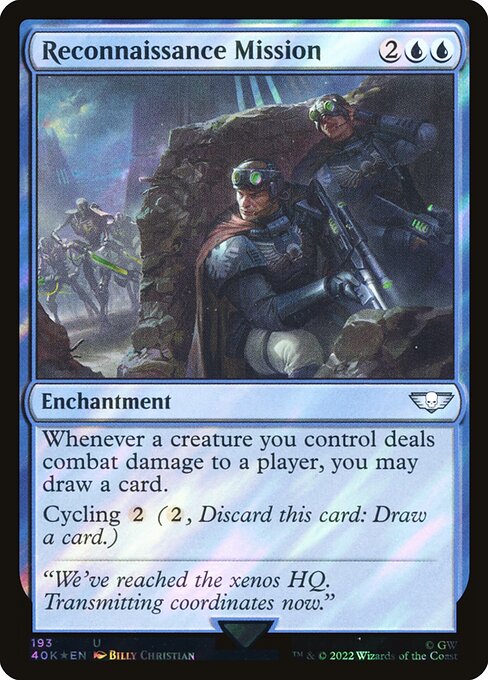 Reconnaissance Mission 2
Enchantment
Whenever a creature you control deals
combat damage to a player, you may
draw a card.
Cycling 2 (2, Discard this card: Draw
a card.)
“We’ve reached the xenos HQ.
Transmitting coordinates now.”
193 U © GW
40K★EN Billy Christian ™ & © 2022 Wizards of the Coast